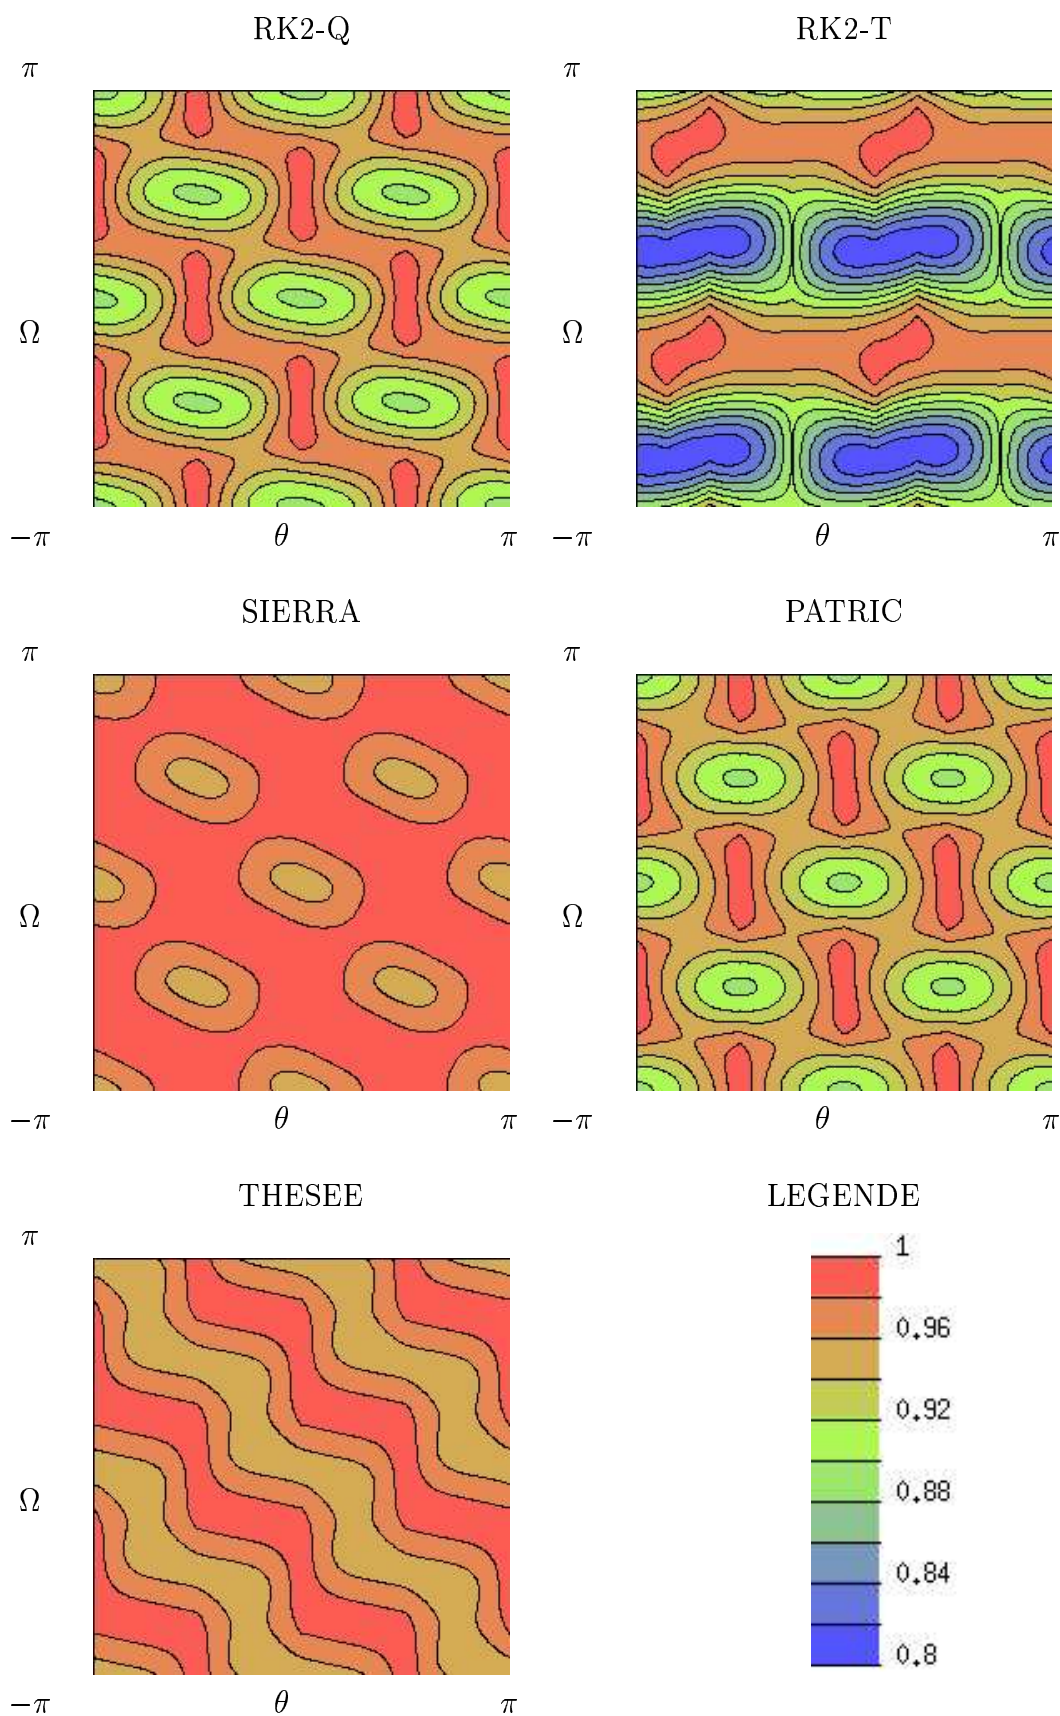 RK2-Q RK2-T
π π
Ω Ω
−π θ π −π θ π
SIERRA PATRIC
π π
Ω Ω
−π θ π −π θ π
THESEE LEGENDE
π
1
0.96
0.92
0.88
Ω
0.84
0.8
−π θ π